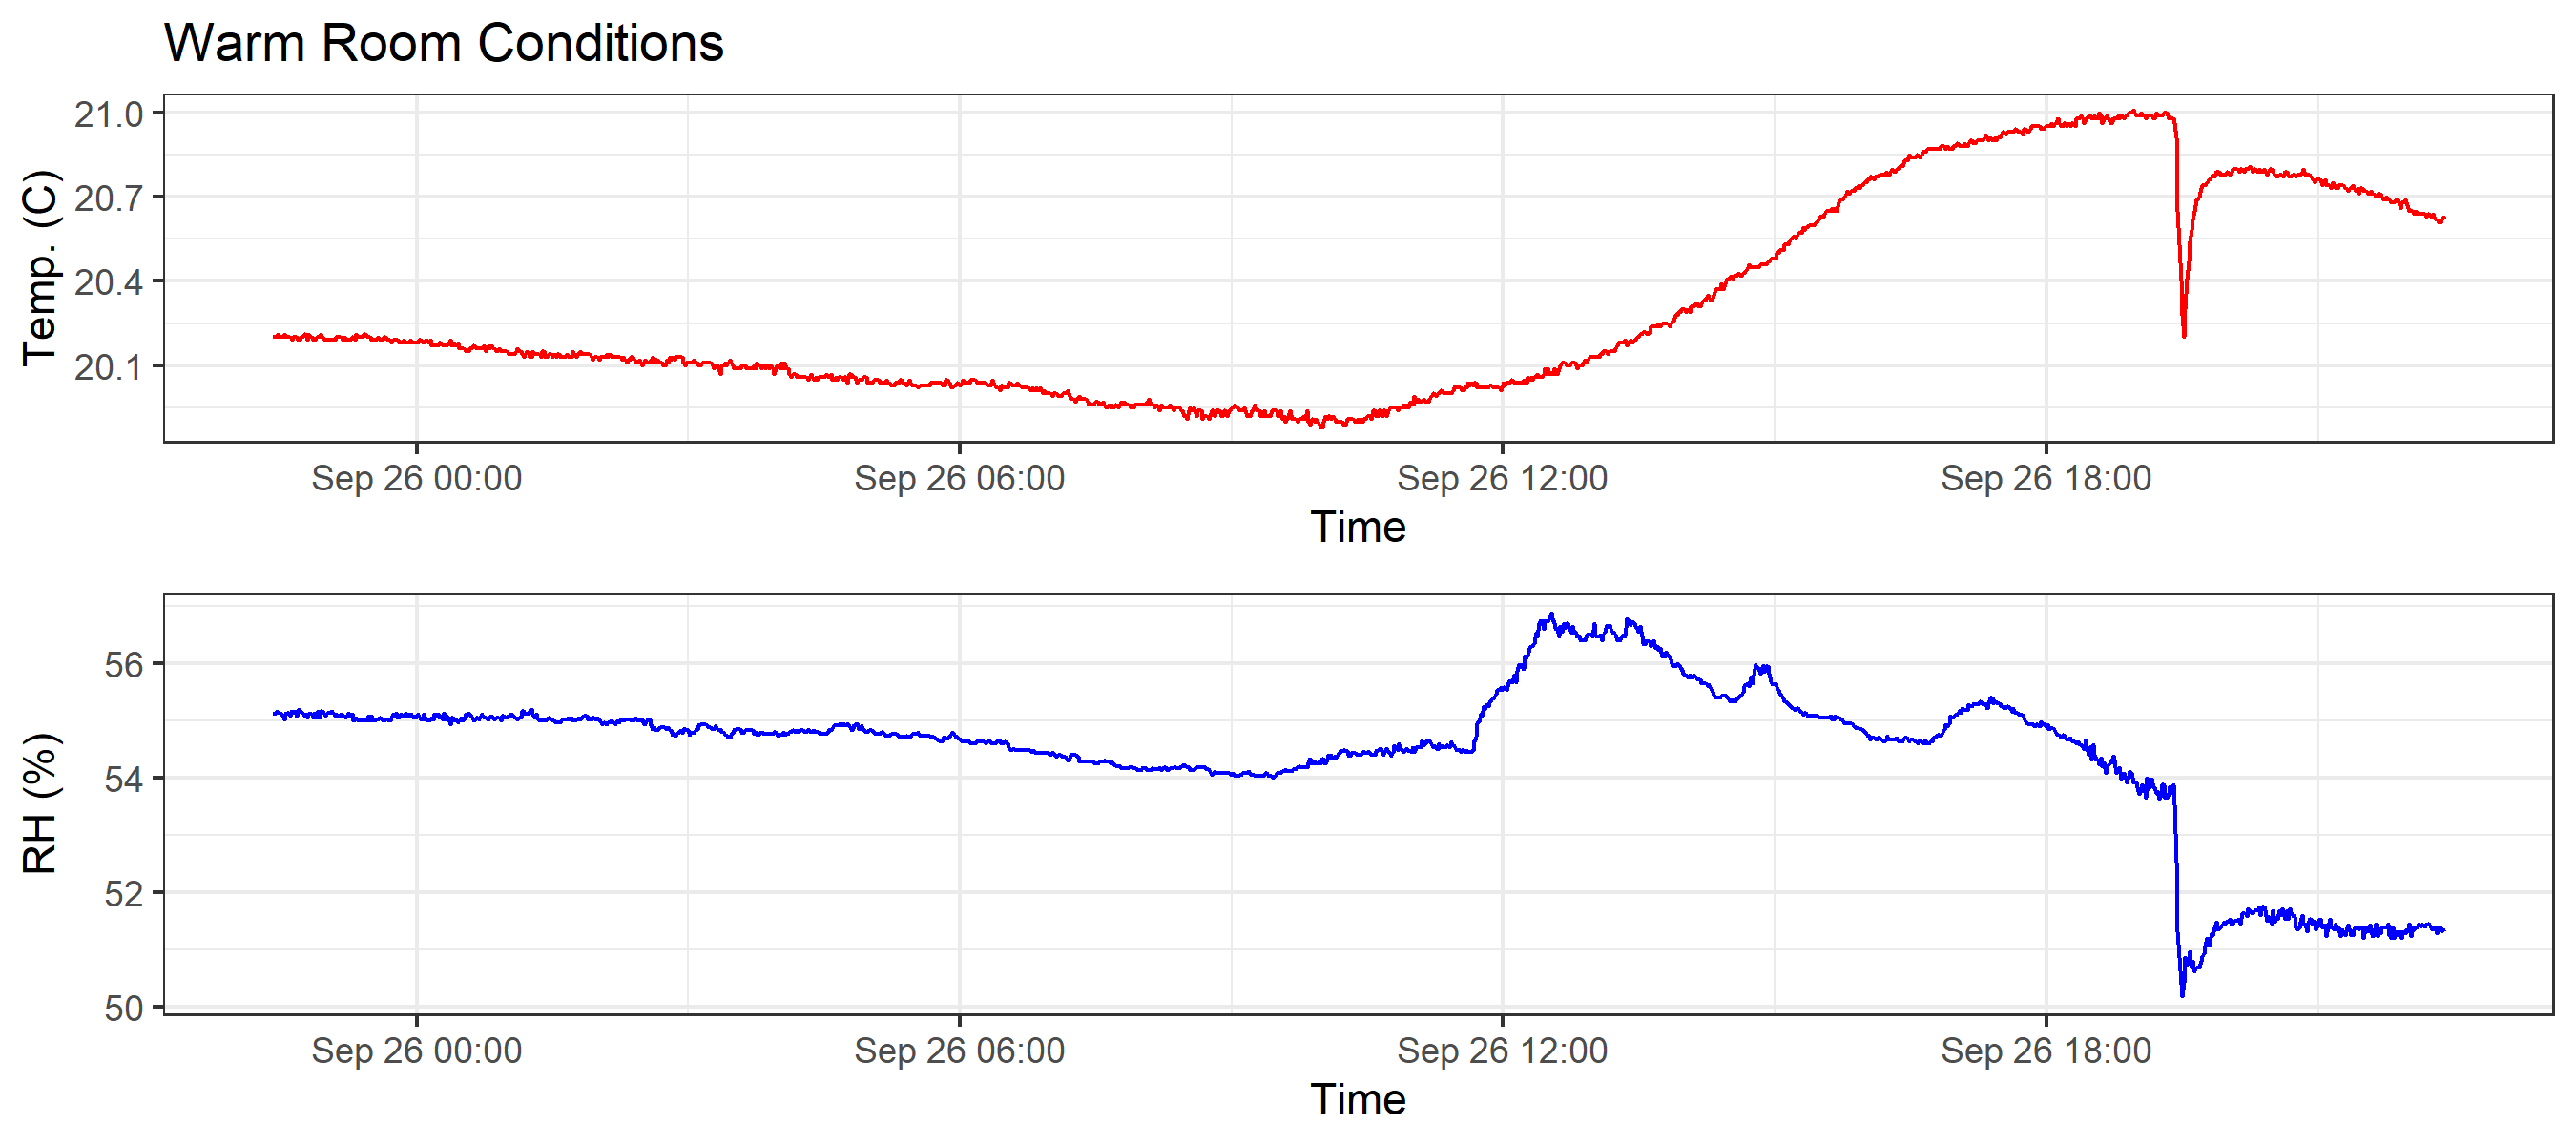 Warm Room Conditions
21.0
20.7
20.4
20.1
Temp. (C)
Sep 26 00:00 Sep 26 06:00 Sep 26 12:00 Sep 26 18:00
Time
56
54
52
50
RH (%)
Sep 26 00:00 Sep 26 06:00 Sep 26 12:00 Sep 26 18:00
Time